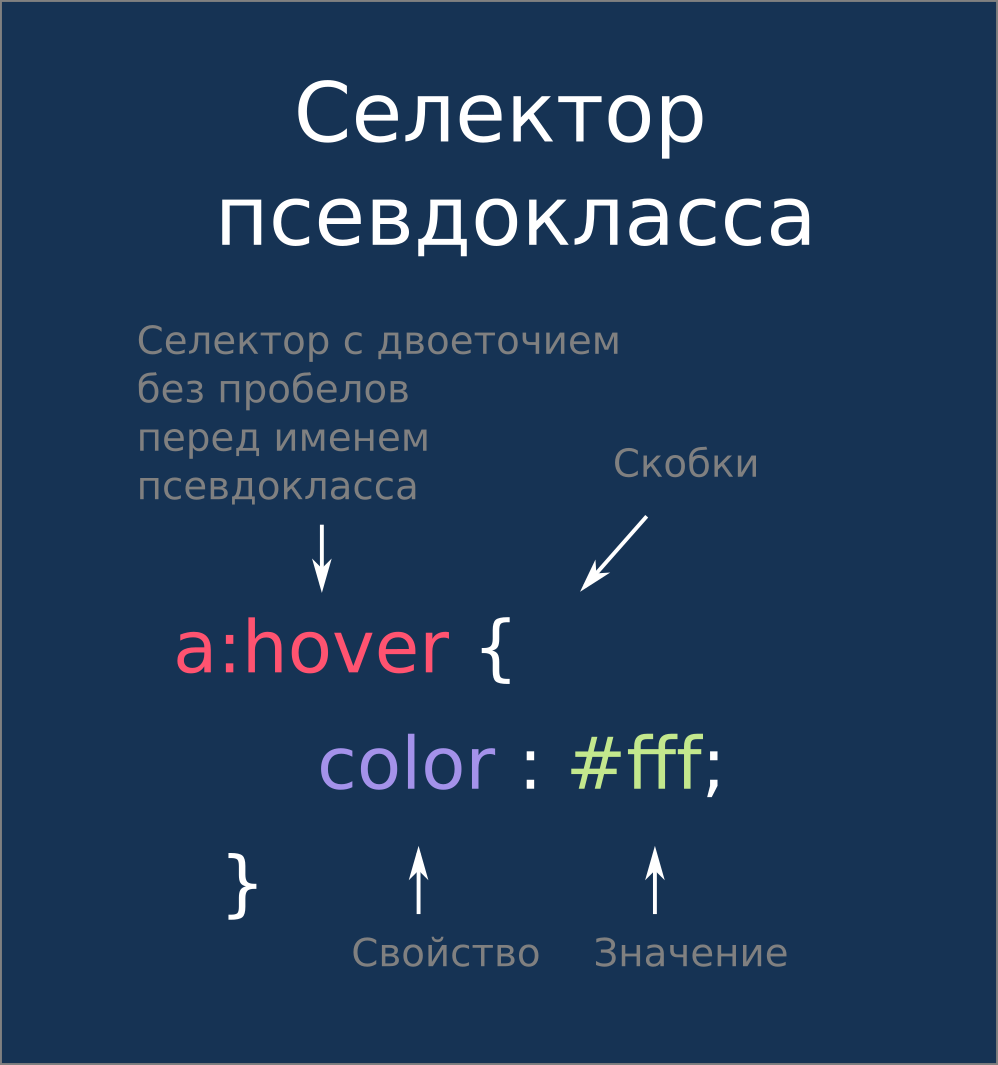 Селектор
псевдокласса
Селектор с двоеточием
без пробелов
перед именем
псевдокласса
Скобки
a:hover {
color : #fff;
}
Свойство Значение